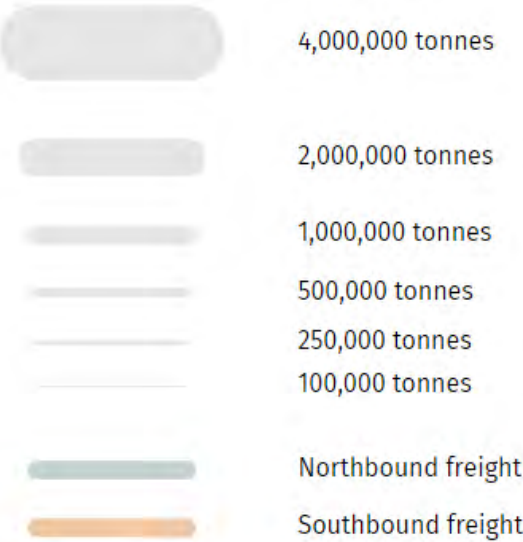 4,000,000 tonnes
2,000,000 tonnes
1,000,000 tonnes
500,000 tonnes
250,000 tonnes
100,000 tonnes
Northbound freight
Southbound freight